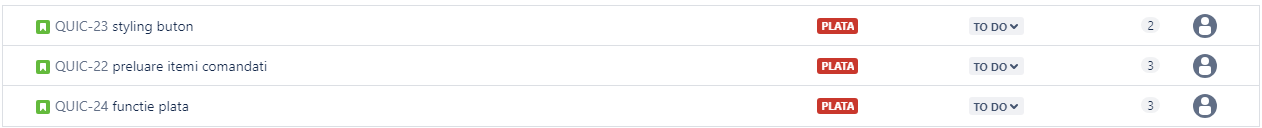 QUIC-23 styling buton PLATA TO DO 2
QUIC-22 preluare itemi comandati PLATA TO DO 3
QUIC-24 functie plata PLATA TO DO 3